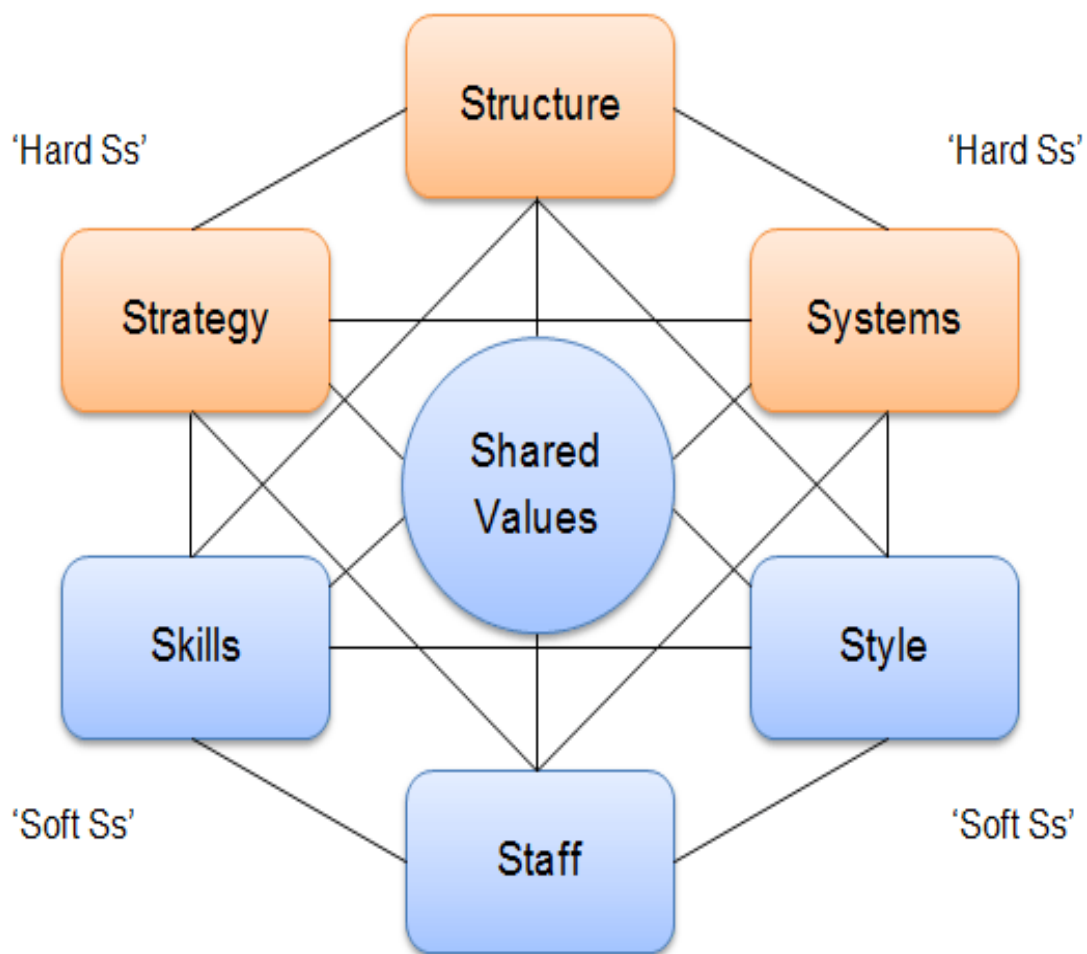 Structure
‘Hard Ss’
‘Hard Ss’
Strategy
Systems
Shared
Values
Skills
Style
‘Soft Ss’
‘Soft Ss’
Staff